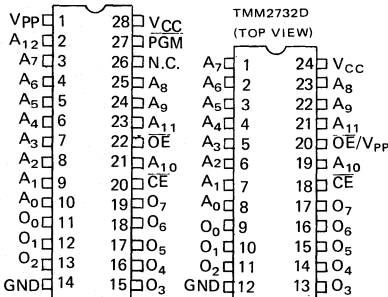 VPP 1 28 VCC
A12 2 27 PGM
A7 3 26 N.C.
A6 4 25 A8
A5 5 24 A9
A4 6 23 A11
A3 7 22 OE
A2 8 21 A10
A1 9 20 CE
A0 10 19 O7
O0 11 18 O6
O1 12 17 O5
O2 13 16 O4
GND 14 15 O3
TMM2732D
(TOP VIEW)
A7 1 24 VCC
A6 2 23 A8
A5 3 22 A9
A4 4 21 A11
A3 5 20 OE/VPP
A2 6 19 A10
A1 7 18 CE
A0 8 17 O7
O0 9 16 O6
O1 10 15 O5
O2 11 14 O4
GND 12 13 O3